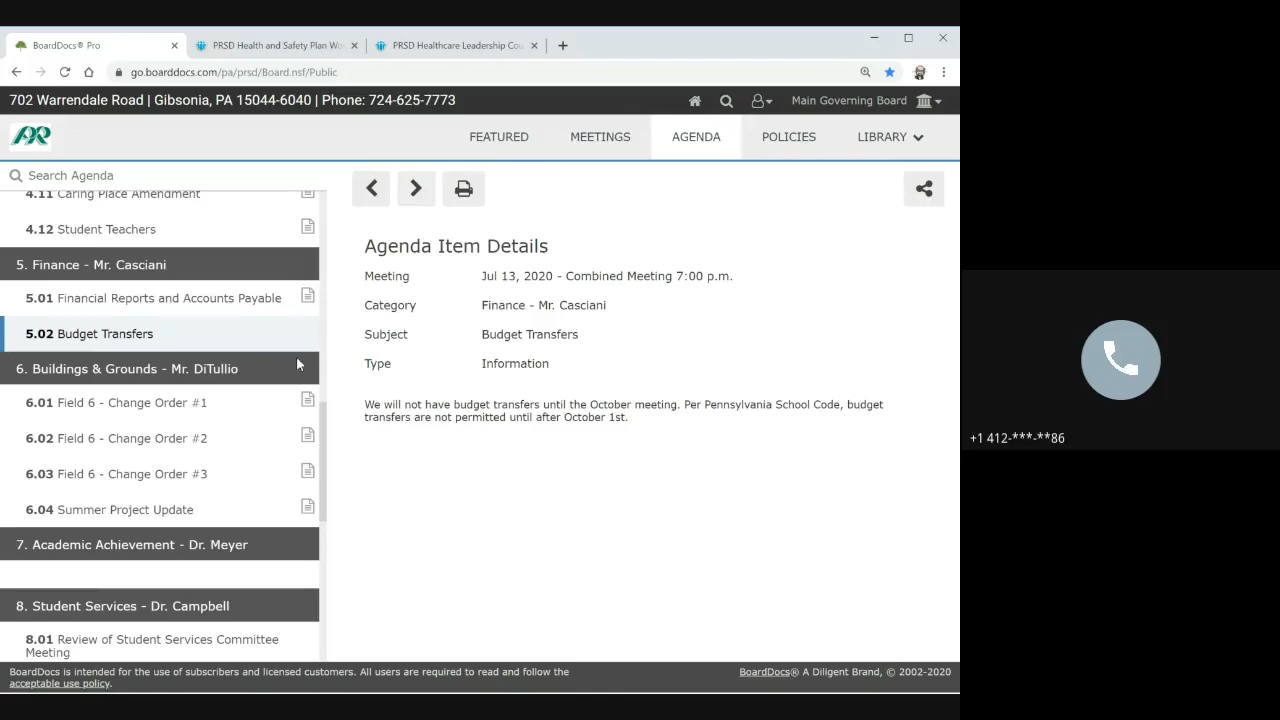 BoardDocs® Pro
PRSD Health and Safety Plan Wo
PRSD Healthcare Leadership Cou
go.boarddocs.com/pa/prsd/Board.nsf/Public
702 Warrendale Road | Gibsonia, PA 15044-6040 | Phone: 724-625-7773
Main Governing Board
PR
FEATURED
MEETINGS
AGENDA
POLICIES
LIBRARY
Search Agenda
4.11 Caring Place Amendment
4.12 Student Teachers
5. Finance - Mr. Casciani
5.01 Financial Reports and Accounts Payable
5.02 Budget Transfers
6. Buildings & Grounds - Mr. DiTullio
6.01 Field 6 - Change Order #1
6.02 Field 6 - Change Order #2
6.03 Field 6 - Change Order #3
6.04 Summer Project Update
7. Academic Achievement - Dr. Meyer
8. Student Services - Dr. Campbell
8.01 Review of Student Services Committee
Meeting
Agenda Item Details
Meeting Jul 13, 2020 - Combined Meeting 7:00 p.m.
Category Finance - Mr. Casciani
Subject Budget Transfers
Type Information
We will not have budget transfers until the October meeting. Per Pennsylvania School Code, budget
transfers are not permitted until after October 1st.
BoardDocs is intended for the use of subscribers and licensed customers. All users are required to read and follow the
acceptable use policy.
BoardDocs® A Diligent Brand, © 2002-2020
+1 412-***-**86